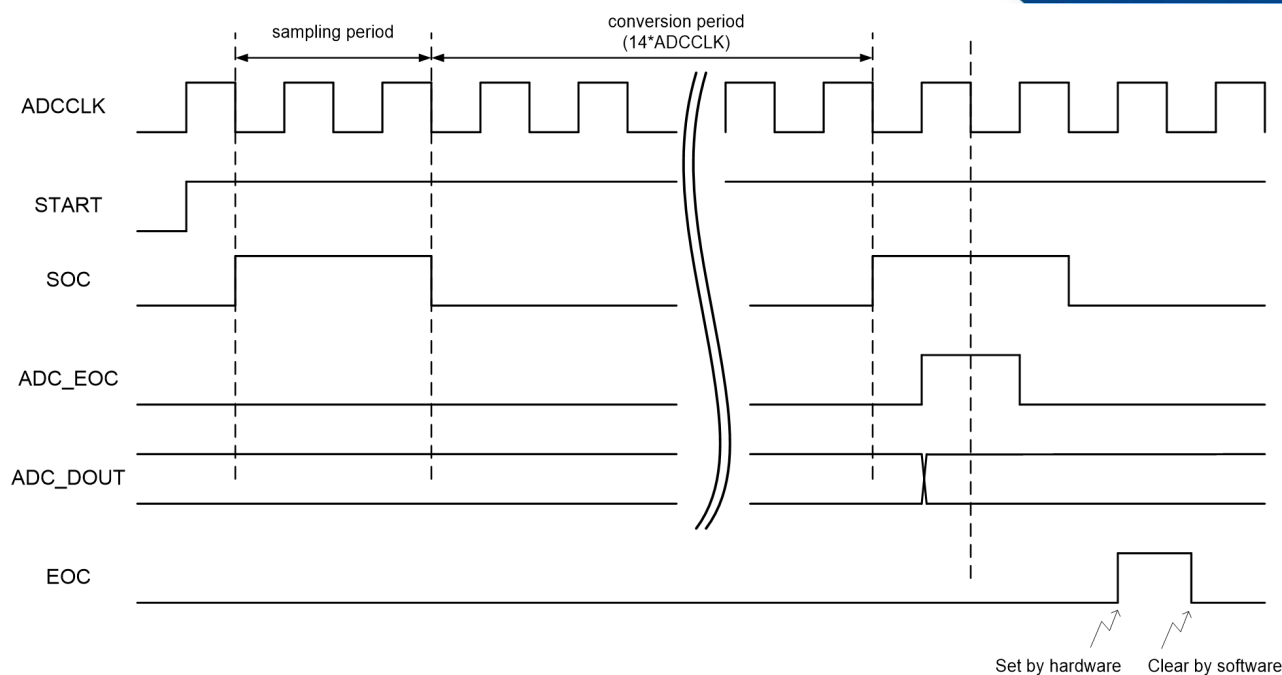 sampling period
conversion period
(14*ADCCLK)
ADCCLK
START
SOC
ADC_EOC
ADC_DOUT
EOC
Set by hardware
Clear by software